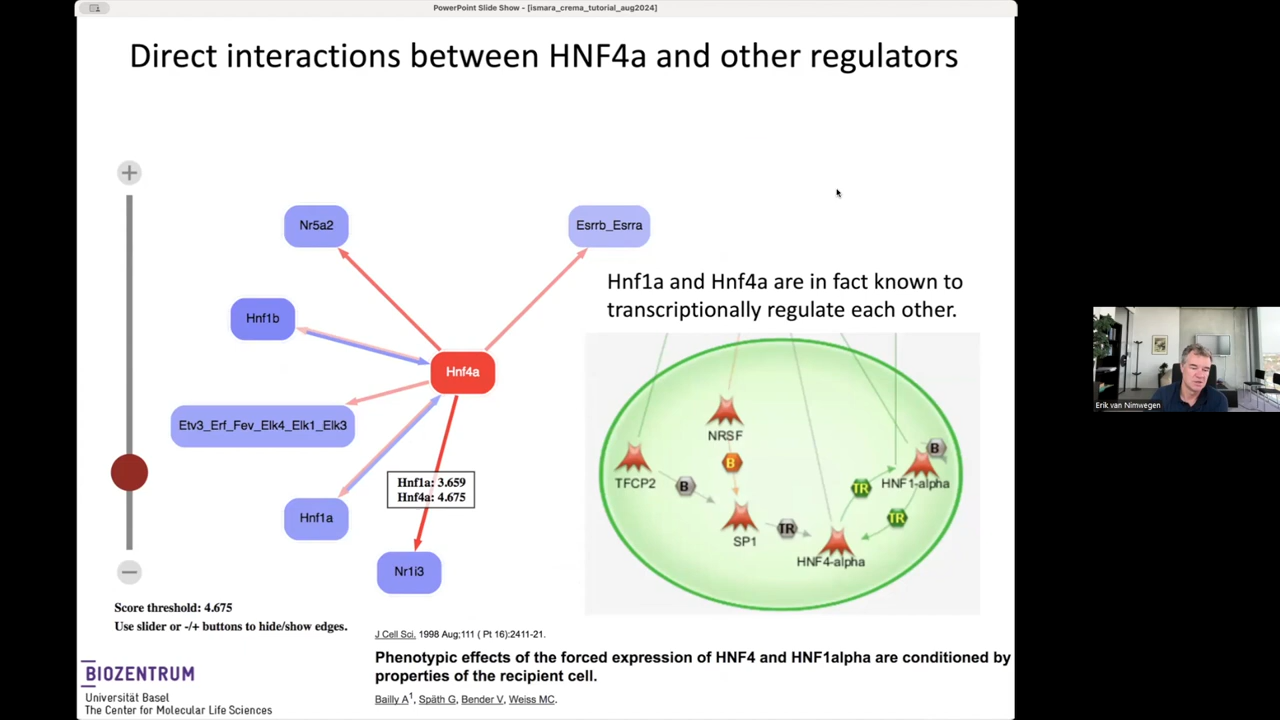 PowerPoint Slide Show - [ismara_crema_tutorial_aug2024]
Direct interactions between HNF4a and other regulators
Nr5a2
Esrrb_Esrra
Hnf1b
Hnf4a
Etv3_Erf_Fev_Elk4_Elk1_Elk3
Hnf1a
Hnf1a: 3.659
Hnf4a: 4.675
Nr1i3
Score threshold: 4.675
Use slider or -/+ buttons to hide/show edges.
Hnf1a and Hnf4a are in fact known to
transcriptionally regulate each other.
NRSF
B
TFCP2
B
SP1
TR
HNF4-alpha
TR
HNF1-alpha
B
TR
J Cell Sci. 1998 Aug;111 ( Pt 16):2411-21.
Phenotypic effects of the forced expression of HNF4 and HNF1alpha are conditioned by
properties of the recipient cell.
Bailly A1, Späth G, Bender V, Weiss MC.
BIOZENTRUM
Universität Basel
The Center for Molecular Life Sciences
Erik van Nimwegen